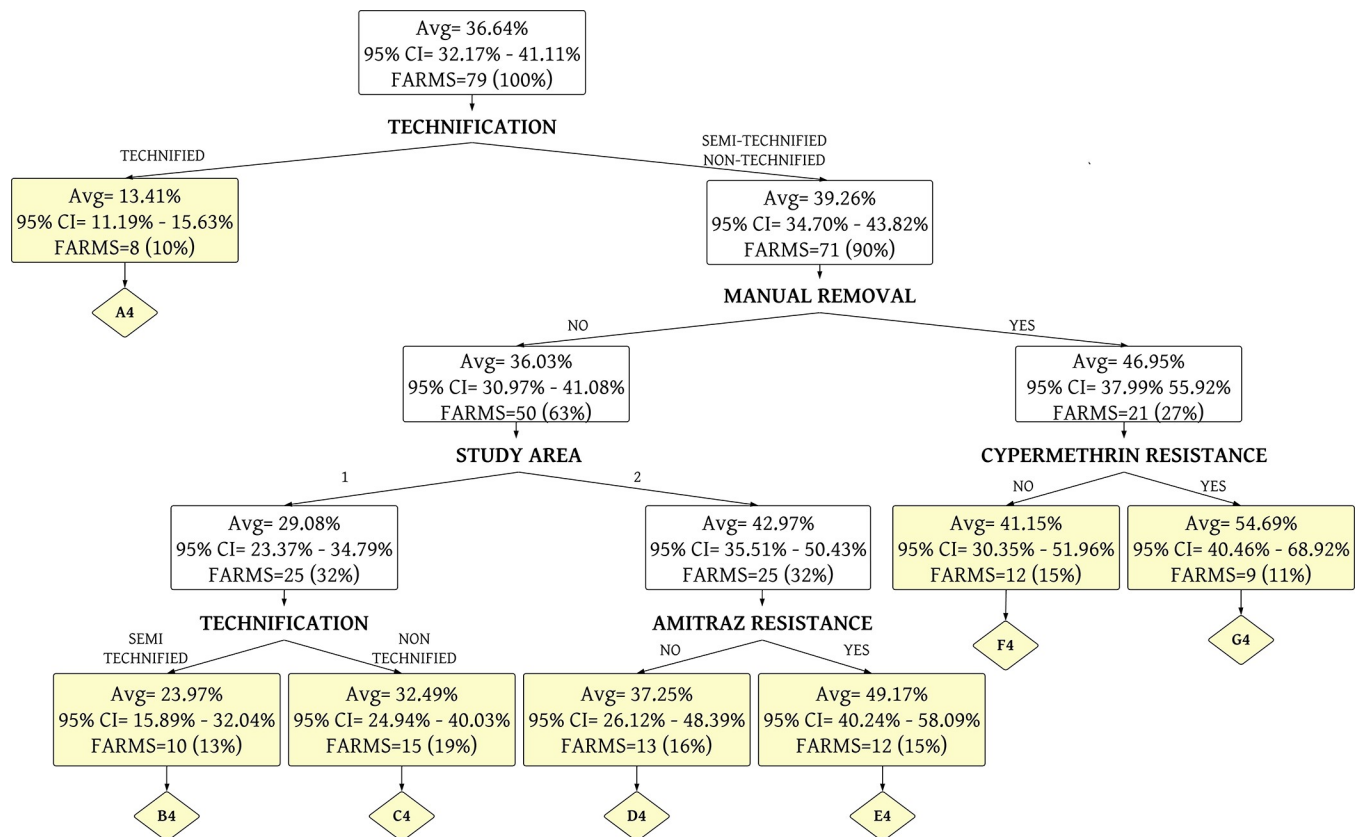 Avg= 36.64%
95% CI= 32.17% - 41.11%
FARMS=79 (100%)
TECHNIFICATION
TECHNIFIED
SEMI-TECHNIFIED
NON-TECHNIFIED
Avg= 13.41%
95% CI= 11.19% - 15.63%
FARMS=8 (10%)
A4
Avg= 39.26%
95% CI= 34.70% - 43.82%
FARMS=71 (90%)
MANUAL REMOVAL
NO
YES
Avg= 36.03%
95% CI= 30.97% - 41.08%
FARMS=50 (63%)
STUDY AREA
Avg= 46.95%
95% CI= 37.99% 55.92%
FARMS=21 (27%)
CYPERMETHRIN RESISTANCE
1
2
NO
YES
Avg= 29.08%
95% CI= 23.37% - 34.79%
FARMS=25 (32%)
TECHNIFICATION
Avg= 42.97%
95% CI= 35.51% - 50.43%
FARMS=25 (32%)
AMITRAZ RESISTANCE
Avg= 41.15%
95% CI= 30.35% - 51.96%
FARMS=12 (15%)
F4
Avg= 54.69%
95% CI= 40.46% - 68.92%
FARMS=9 (11%)
G4
SEMI
TECHNIFIED
NON
TECHNIFIED
NO
YES
Avg= 23.97%
95% CI= 15.89% - 32.04%
FARMS=10 (13%)
B4
Avg= 32.49%
95% CI= 24.94% - 40.03%
FARMS=15 (19%)
C4
Avg= 37.25%
95% CI= 26.12% - 48.39%
FARMS=13 (16%)
D4
Avg= 49.17%
95% CI= 40.24% - 58.09%
FARMS=12 (15%)
E4